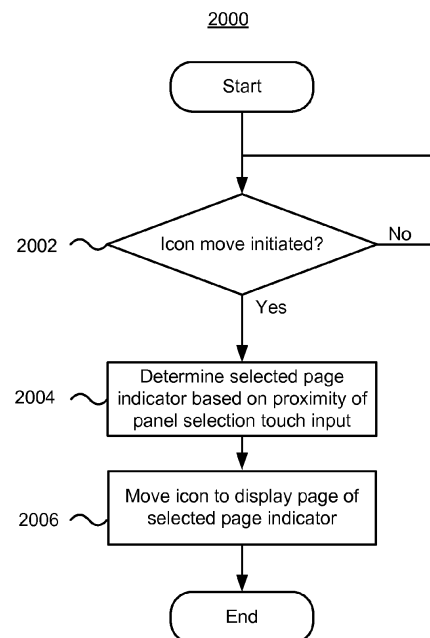 2000
Start
2002
Icon move initiated?
No
Yes
2004
Determine selected page
indicator based on proximity of
panel selection touch input
2006
Move icon to display page of
selected page indicator
End